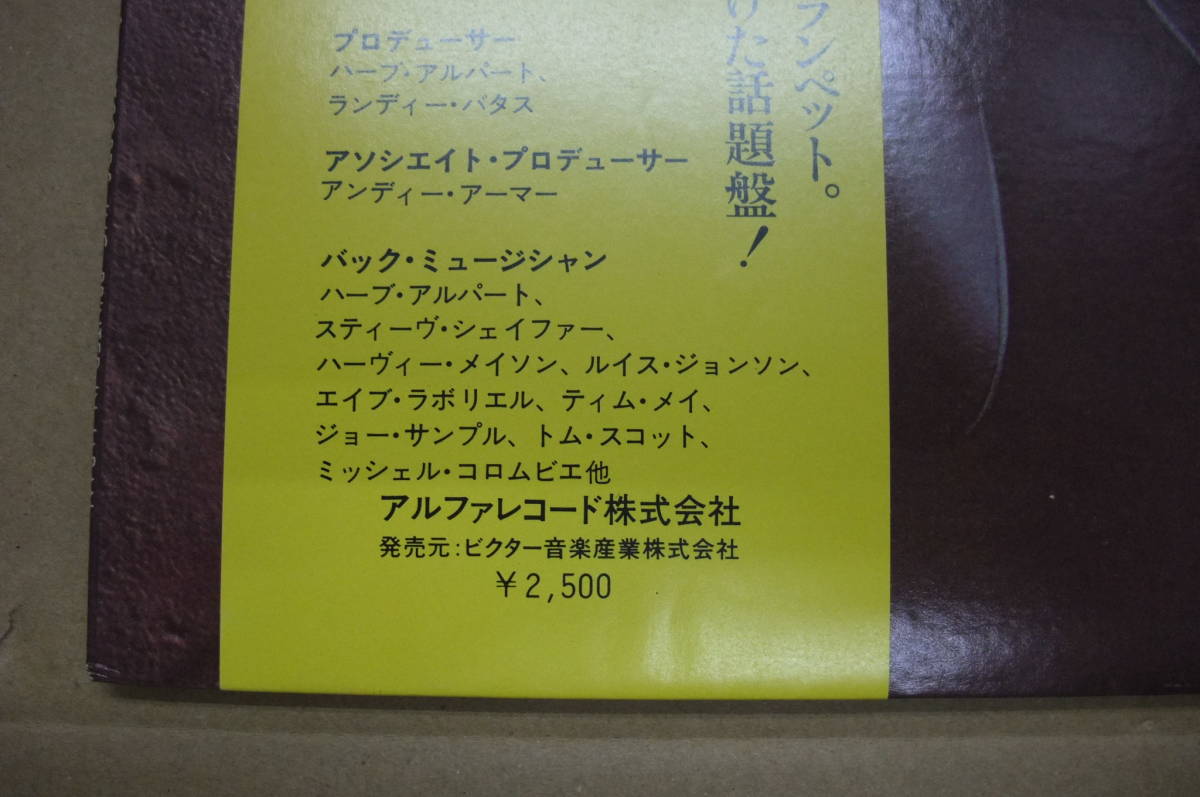 ランペット。
けた話題盤！
プロデューサー
ハーブ・アルパート、
ランディー・バタス
アソシエイト・プロデューサー
アンディー・アーマー
バック・ミュージシャン
ハーブ・アルパート、
スティーヴ・シェイファー、
ハーヴィー・メイソン、ルイス・ジョンソン、
エイブ・ラボリエル、ティム・メイ、
ジョー・サンプル、トム・スコット、
ミッシェル・コロムビエ他
アルファレコード株式会社
発売元:ビクター音楽産業株式会社
￥2,500